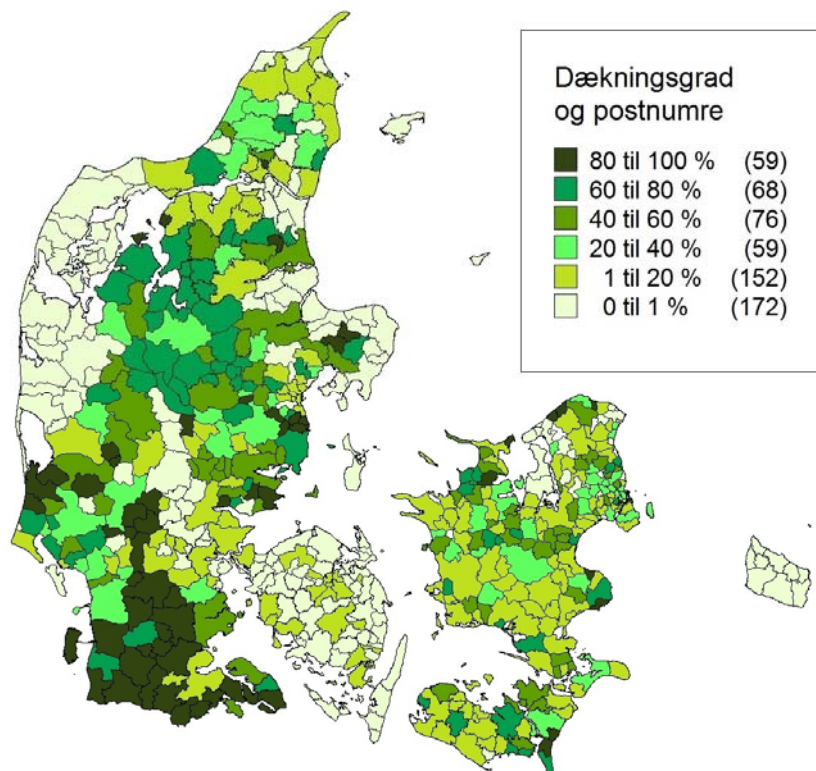 Dækningsgrad
og postnumre
80 til 100 % (59)
60 til 80 % (68)
40 til 60 % (76)
20 til 40 % (59)
1 til 20 % (152)
0 til 1 % (172)